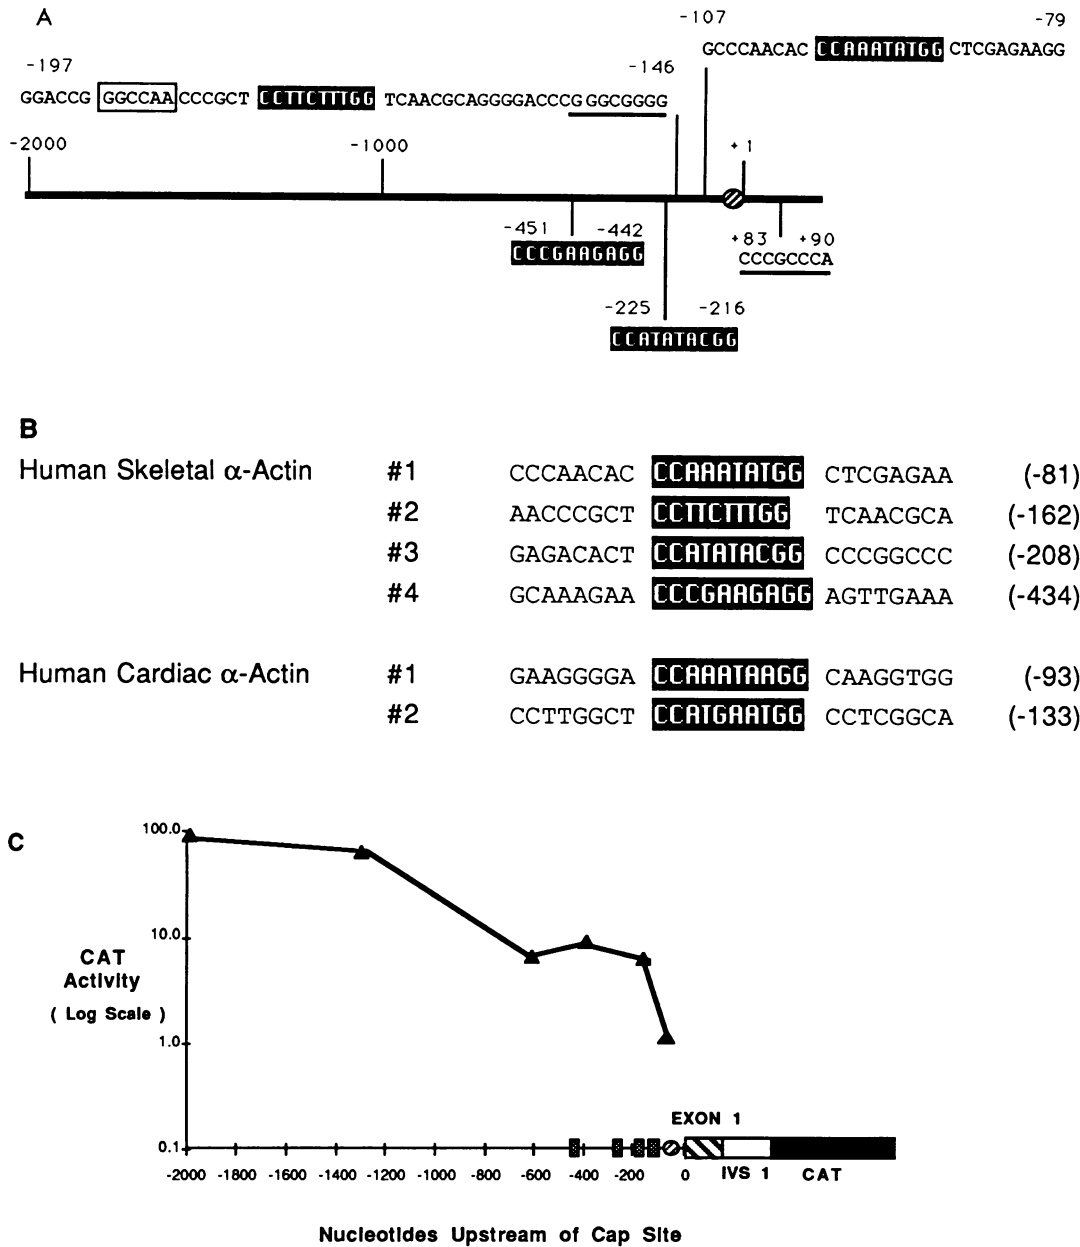 A
-107 -79
GCCCAACAC CCAAATATGG CTCGAGAAGG
-197 -146
GGACCG GGCCAA CCCGCT CCTTCTTTGG TCAACGCAGGGGACCCG GGCGGGG
-2000 -1000 +1
-451 -442
CCCGAAGAGG
+83 +90
CCCGCCCA
-225 -216
CCATATACGG
B
Human Skeletal α-Actin #1 CCCAACAC CCAAATATGG CTCGAGAA (-81)
#2 AACCCGCT CCTTCTTTGG TCAACGCA (-162)
#3 GAGACACT CCATATACGG CCCGGCCC (-208)
#4 GCAAAGAA CCCGAAGAGG AGTTGAAA (-434)
Human Cardiac α-Actin #1 GAAGGGGA CCAAATAAGG CAAGGTGG (-93)
#2 CCTTGGCT CCATGAATGG CCTCGGCA (-133)
C
100.0
10.0
CAT
Activity
( Log Scale )
1.0
EXON 1
0.1
IVS 1 CAT
-2000 -1800 -1600 -1400 -1200 -1000 -800 -600 -400 -200 0
Nucleotides Upstream of Cap Site